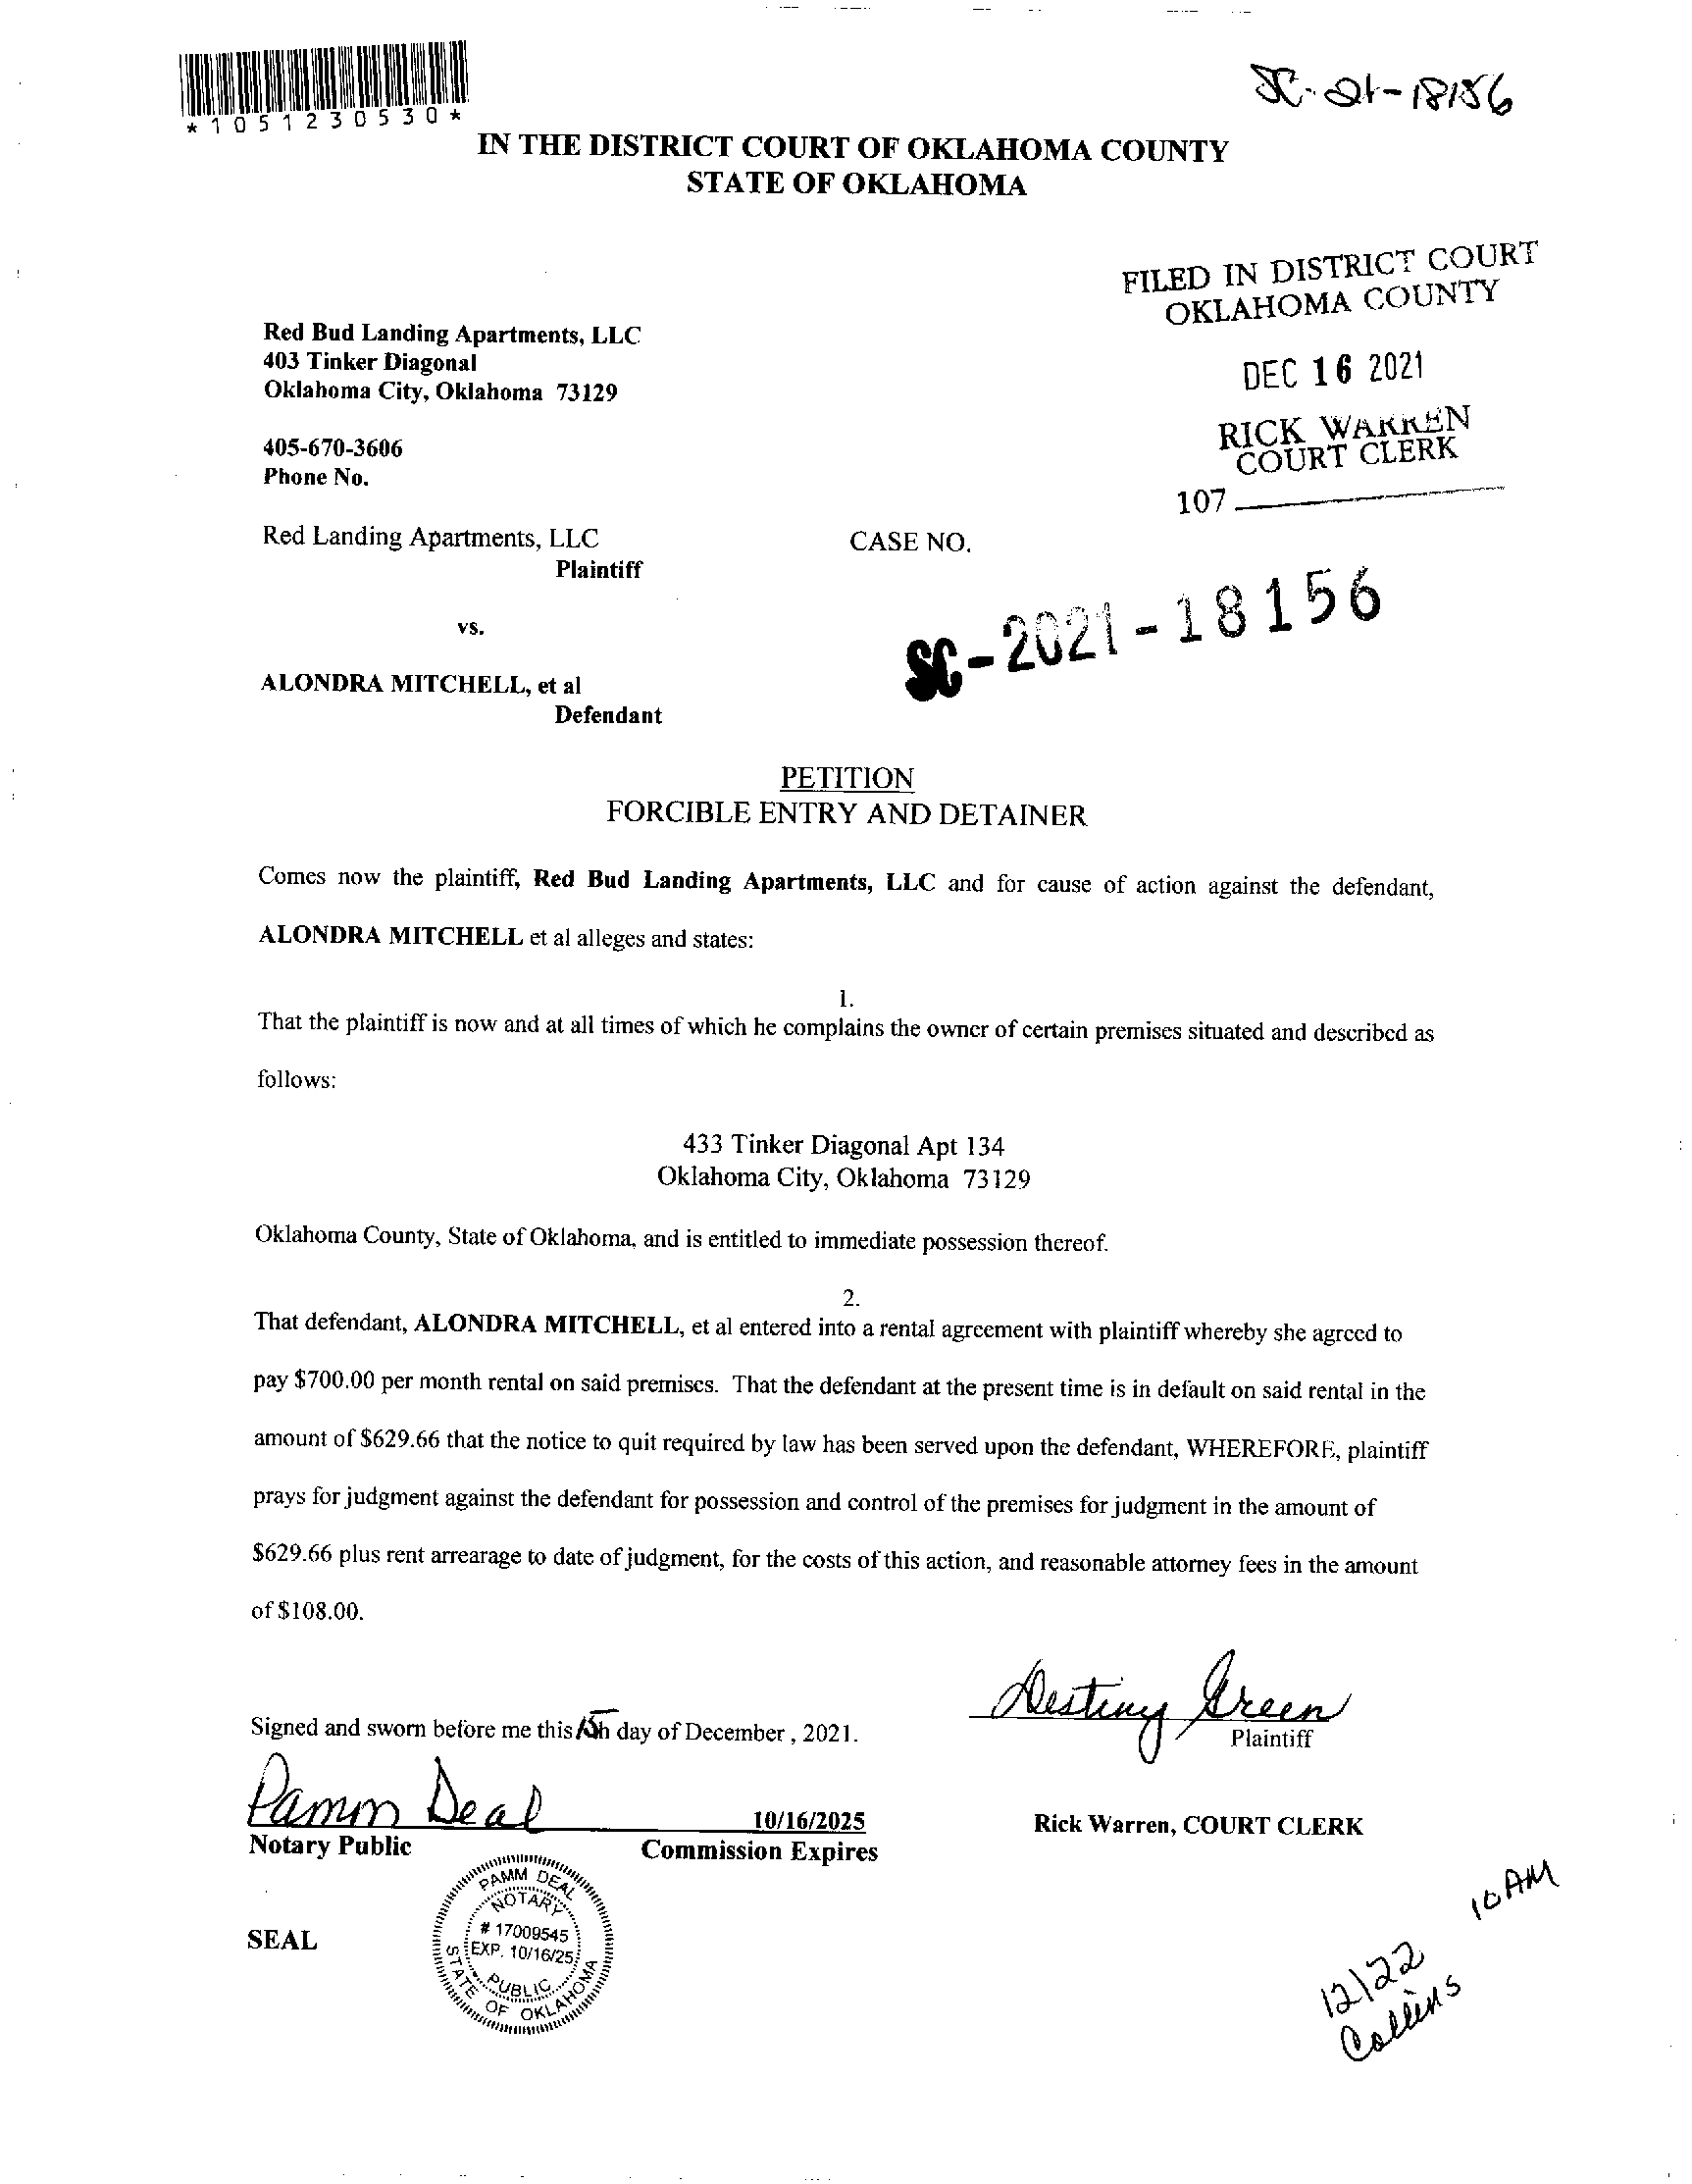 *1051230530*
SC-21-18156
IN THE DISTRICT COURT OF OKLAHOMA COUNTY
STATE OF OKLAHOMA
FILED IN DISTRICT COURT
OKLAHOMA COUNTY
DEC 16 2021
RICK WARREN
COURT CLERK
107
Red Bud Landing Apartments, LLC
403 Tinker Diagonal
Oklahoma City, Oklahoma 73129
405-670-3606
Phone No.
Red Landing Apartments, LLC
Plaintiff
CASE NO.
vs.
SC-2021-18156
ALONDRA MITCHELL, et al
Defendant
PETITION
FORCIBLE ENTRY AND DETAINER
Comes now the plaintiff, Red Bud Landing Apartments, LLC and for cause of action against the defendant,
ALONDRA MITCHELL et al alleges and states:
1.
That the plaintiff is now and at all times of which he complains the owner of certain premises situated and described as
follows:
433 Tinker Diagonal Apt 134
Oklahoma City, Oklahoma 73129
Oklahoma County, State of Oklahoma, and is entitled to immediate possession thereof.
2.
That defendant, ALONDRA MITCHELL, et al entered into a rental agreement with plaintiff whereby she agreed to
pay $700.00 per month rental on said premises. That the defendant at the present time is in default on said rental in the
amount of $629.66 that the notice to quit required by law has been served upon the defendant, WHEREFORE, plaintiff
prays for judgment against the defendant for possession and control of the premises for judgment in the amount of
$629.66 plus rent arrearage to date of judgment, for the costs of this action, and reasonable attorney fees in the amount
of $108.00.
Destiny Green
Plaintiff
Signed and sworn before me this 15th day of December , 2021.
Pamm Deal
Notary Public
10/16/2025
Commission Expires
Rick Warren, COURT CLERK
SEAL
PAMM DEAL
NOTARY
# 17009545
EXP. 10/16/25
PUBLIC
STATE OF OKLAHOMA
10 AM
12/22
Collins